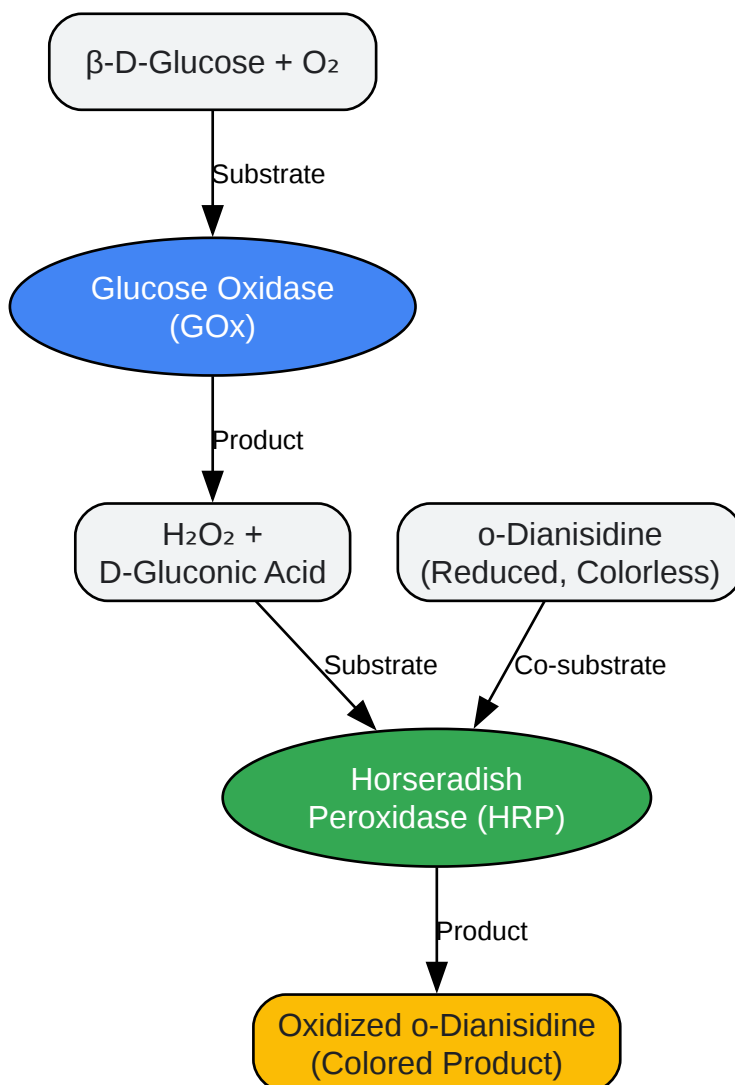 β-D-Glucose + O₂
Substrate
Glucose Oxidase
(GOx)
Product
H₂O₂ +
D-Gluconic Acid
o-Dianisidine
(Reduced, Colorless)
Substrate
Co-substrate
Horseradish
Peroxidase (HRP)
Product
Oxidized o-Dianisidine
(Colored Product)